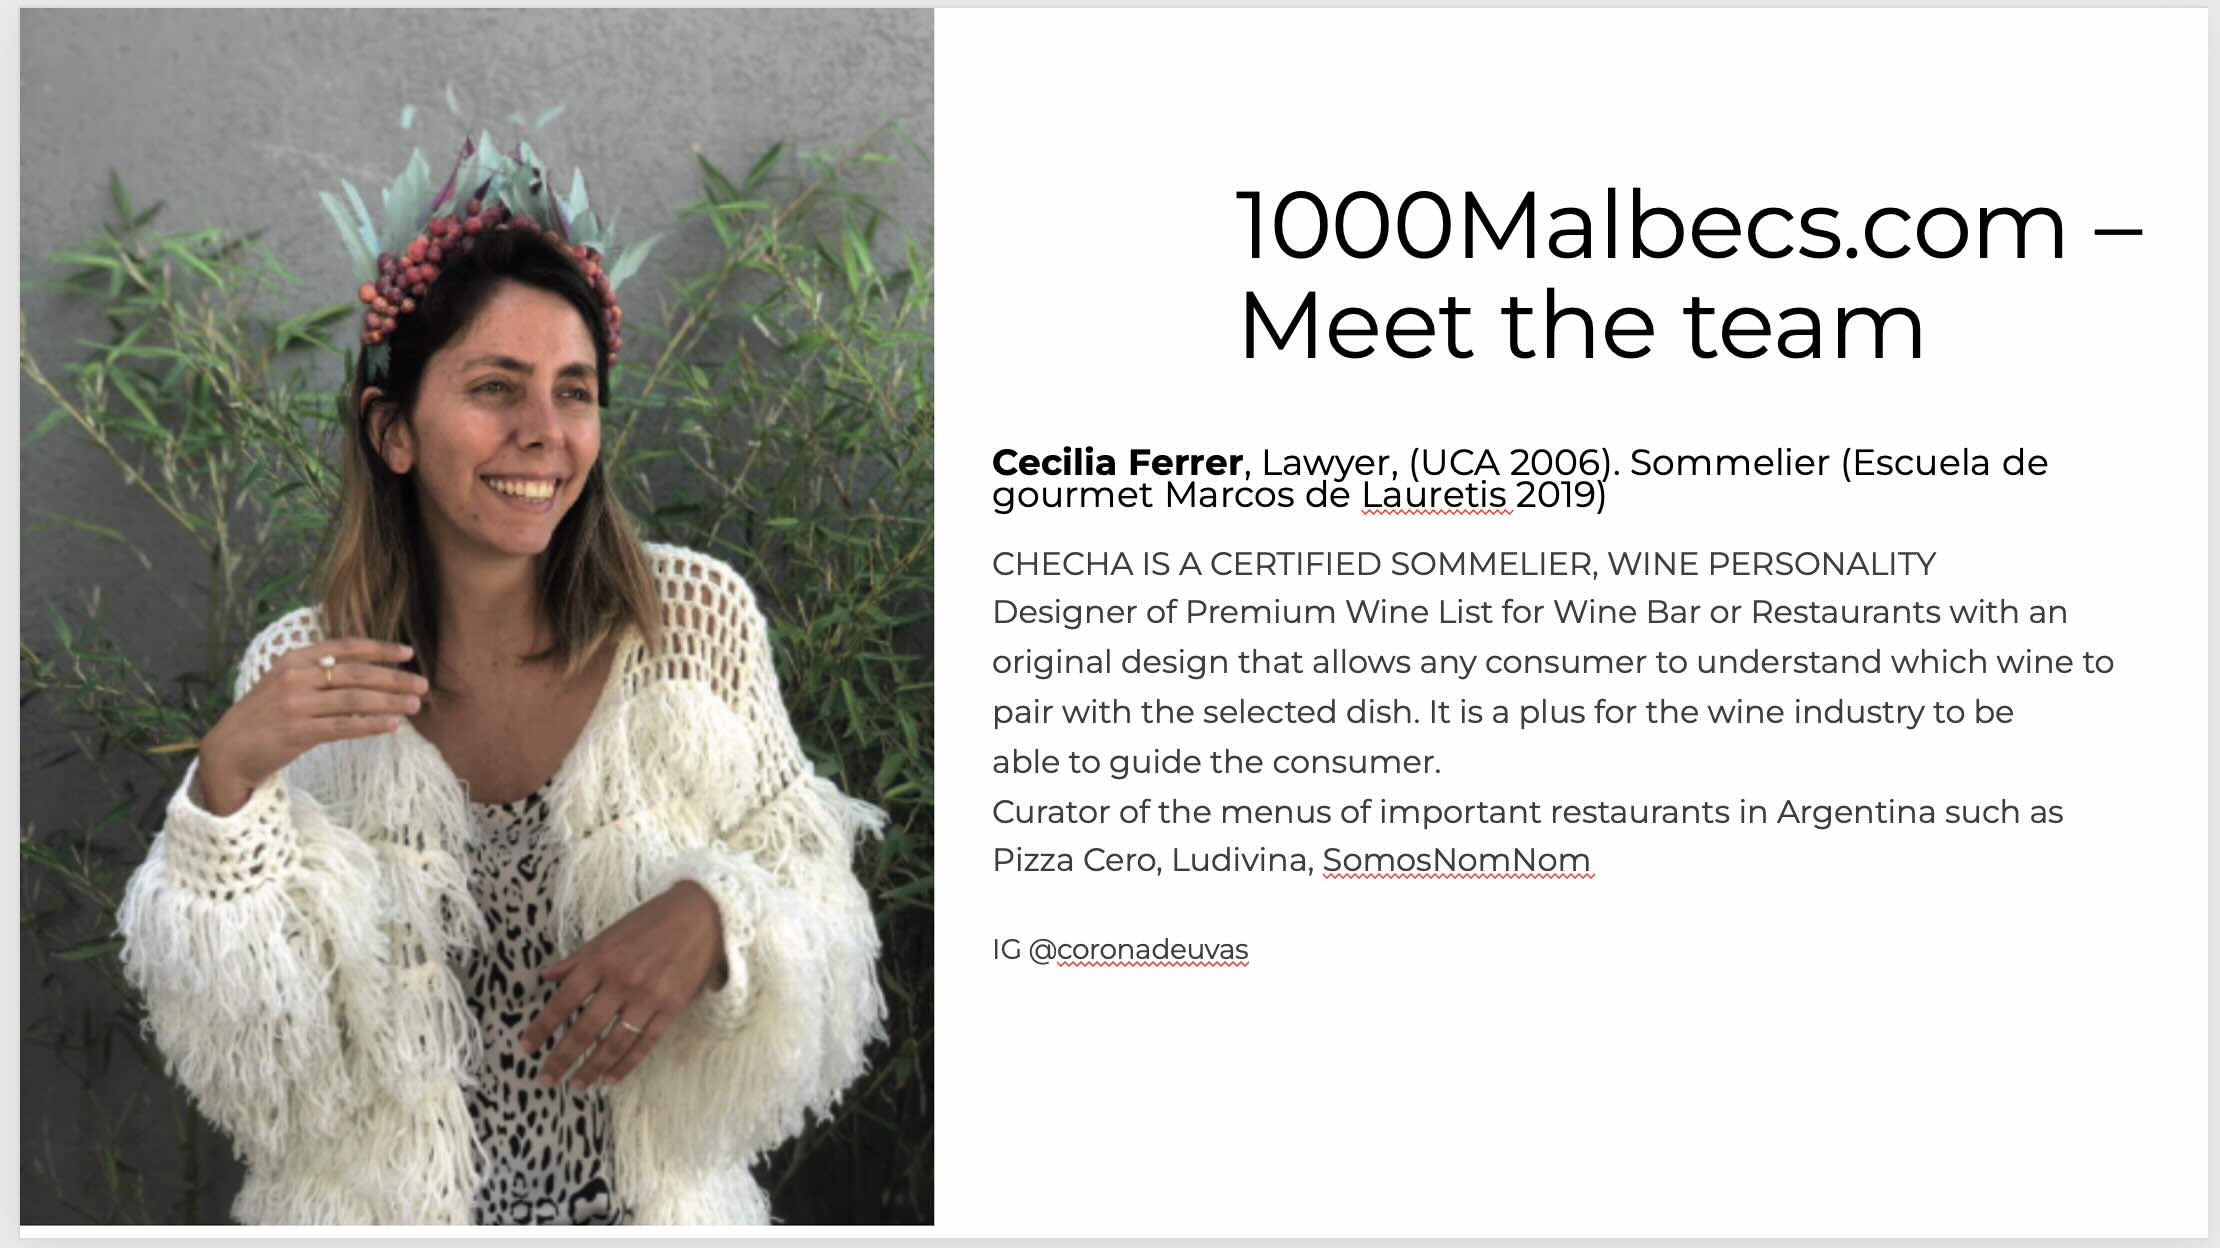 1000Malbecs.com –
Meet the team
Cecilia Ferrer, Lawyer, (UCA 2006). Sommelier (Escuela de
gourmet Marcos de Lauretis 2019)
CHECHA IS A CERTIFIED SOMMELIER, WINE PERSONALITY
Designer of Premium Wine List for Wine Bar or Restaurants with an
original design that allows any consumer to understand which wine to
pair with the selected dish. It is a plus for the wine industry to be
able to guide the consumer.
Curator of the menus of important restaurants in Argentina such as
Pizza Cero, Ludivina, SomosNomNom
IG @coronadeuvas